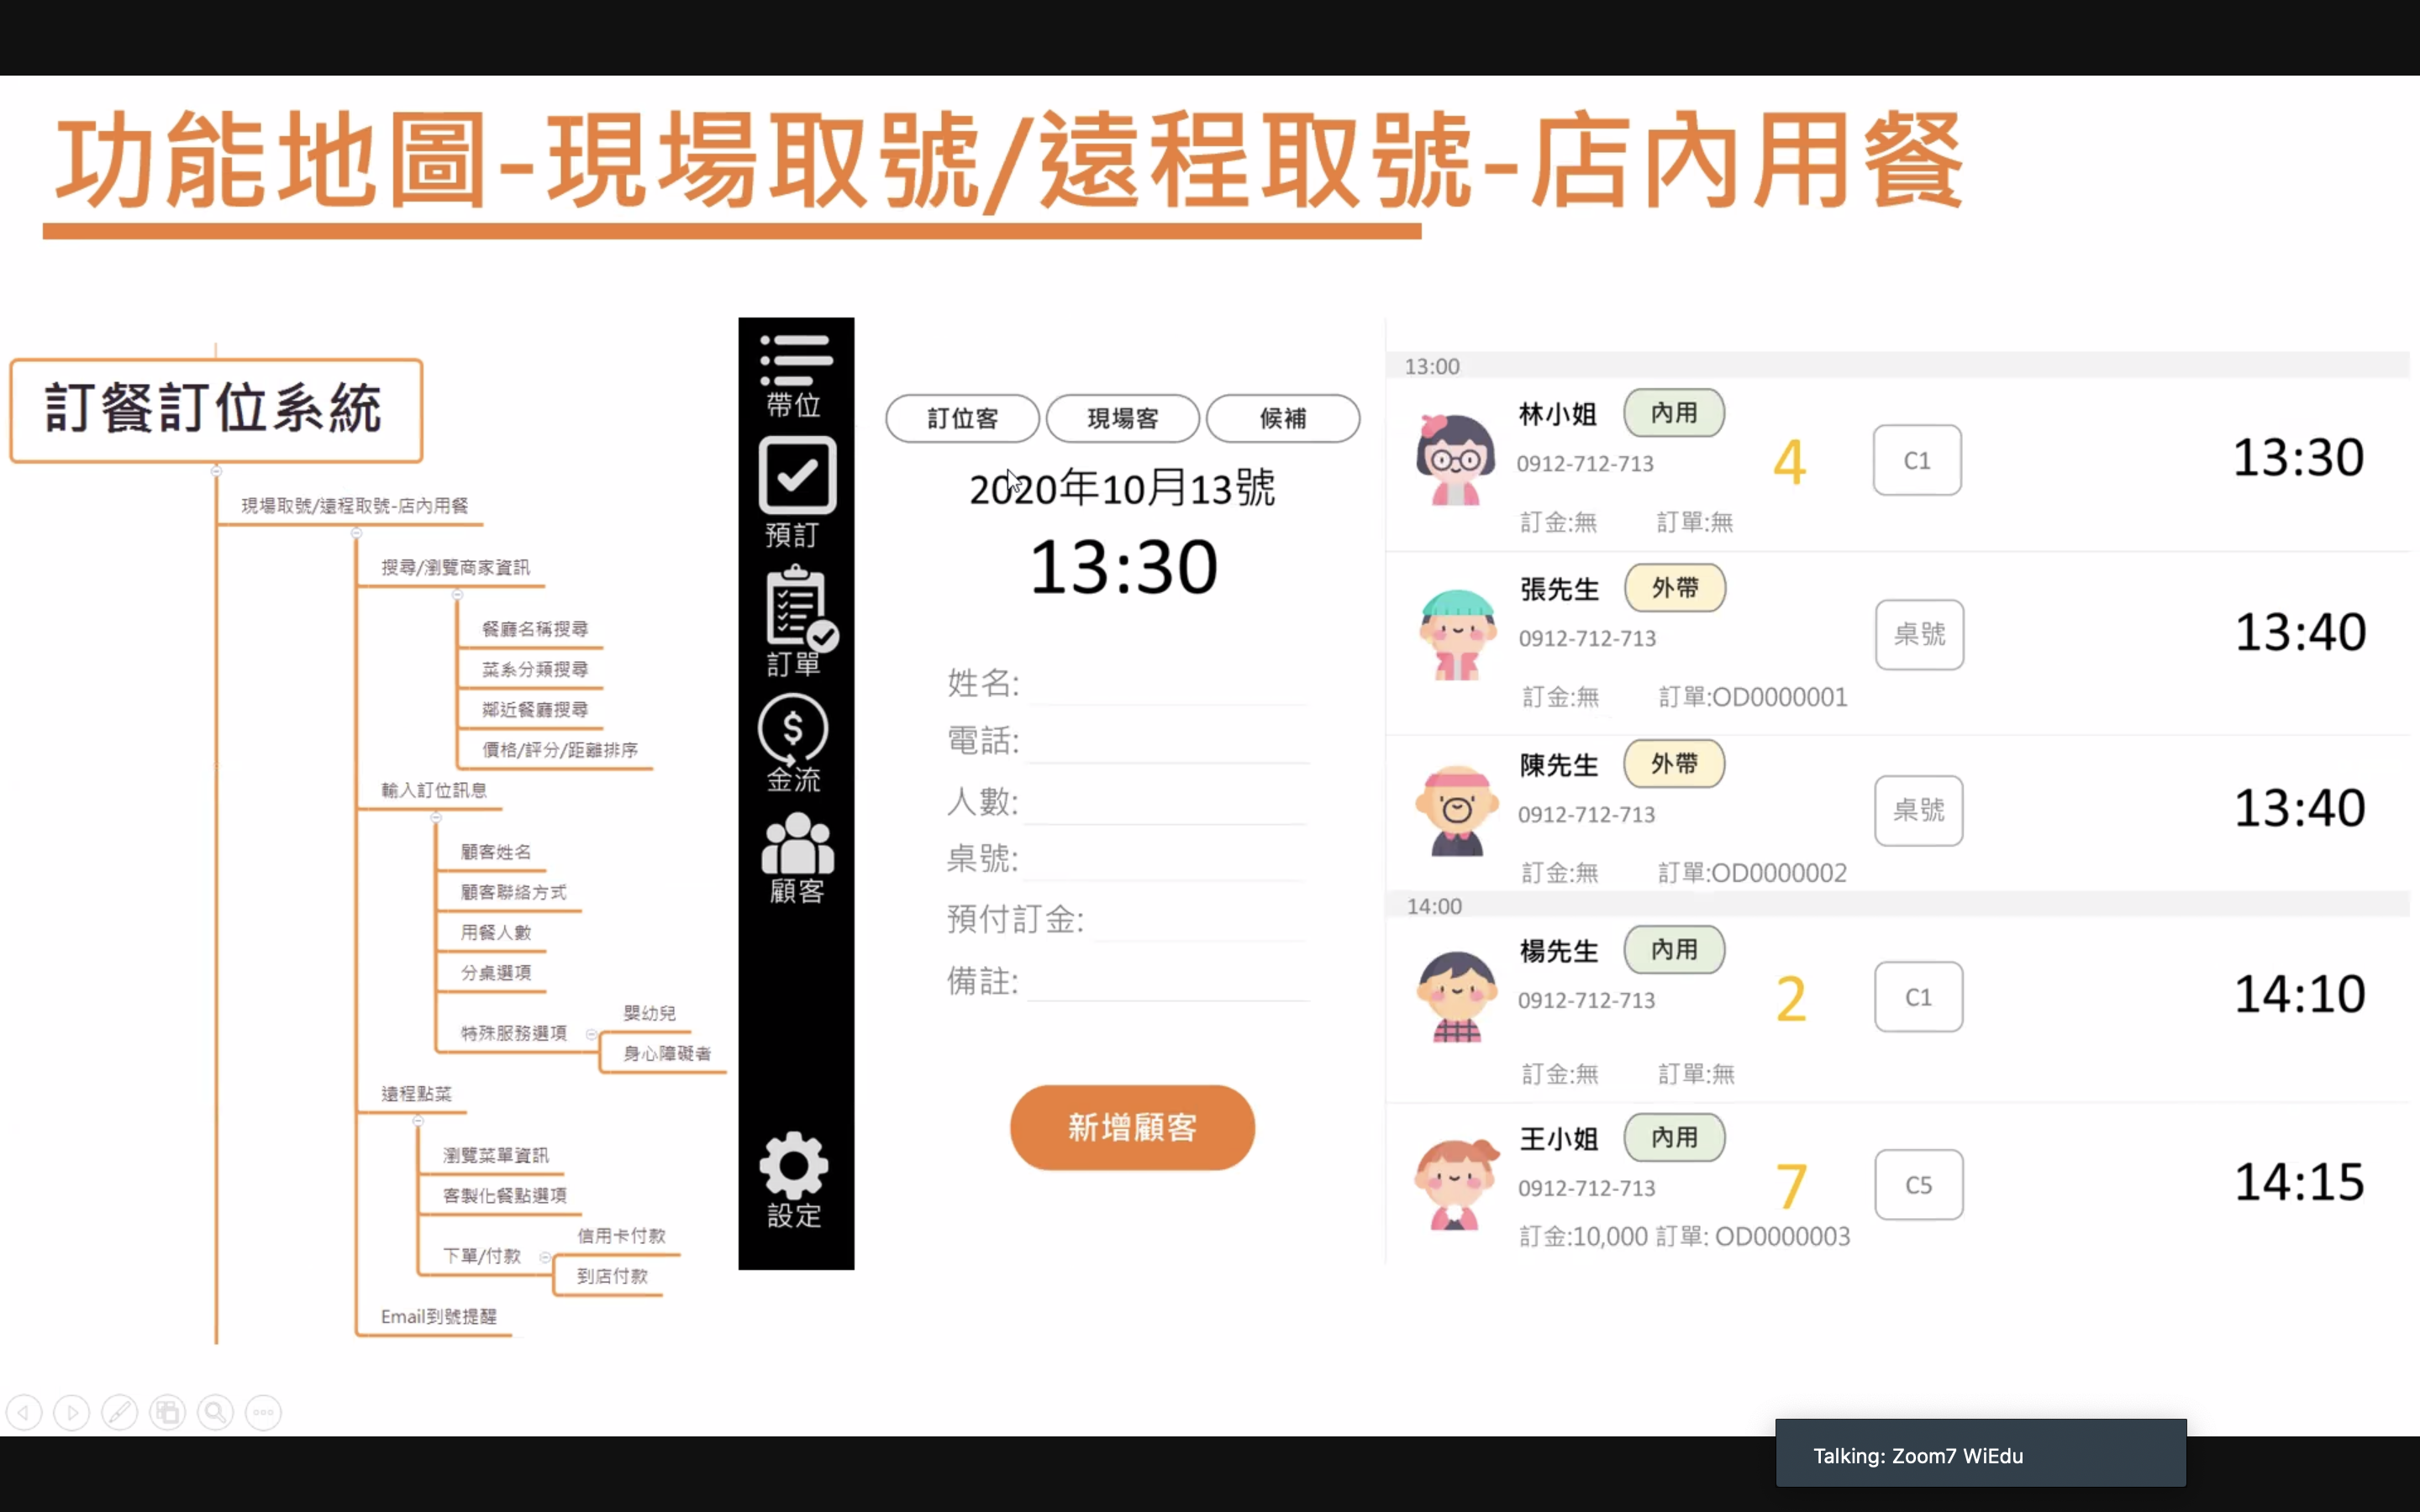 功能地圖-現場取號/遠程取號-店內用餐
訂餐訂位系統
現場取號/遠程取號-店內用餐
搜尋/瀏覽商家資訊
餐廳名稱搜尋
菜系分類搜尋
鄰近餐廳搜尋
價格/評分/距離排序
輸入訂位訊息
顧客姓名
顧客聯絡方式
用餐人數
分桌選項
特殊服務選項
嬰幼兒
身心障礙者
遠程點菜
瀏覽菜單資訊
客製化餐點選項
下單/付款
信用卡付款
到店付款
Email到號提醒
帶位
預訂
訂單
金流
顧客
設定
訂位客 現場客 候補
2020年10月13號
13:30
姓名:
電話:
人數:
桌號:
預付訂金:
備註:
新增顧客
13:00
林小姐 內用
0912-712-713 4 C1 13:30
訂金:無 訂單:無
張先生 外帶
0912-712-713 桌號 13:40
訂金:無 訂單:OD0000001
陳先生 外帶
0912-712-713 桌號 13:40
訂金:無 訂單:OD0000002
14:00
楊先生 內用
0912-712-713 2 C1 14:10
訂金:無 訂單:無
王小姐 內用
0912-712-713 7 C5 14:15
訂金:10,000 訂單: OD0000003
Talking: Zoom7 WiEdu